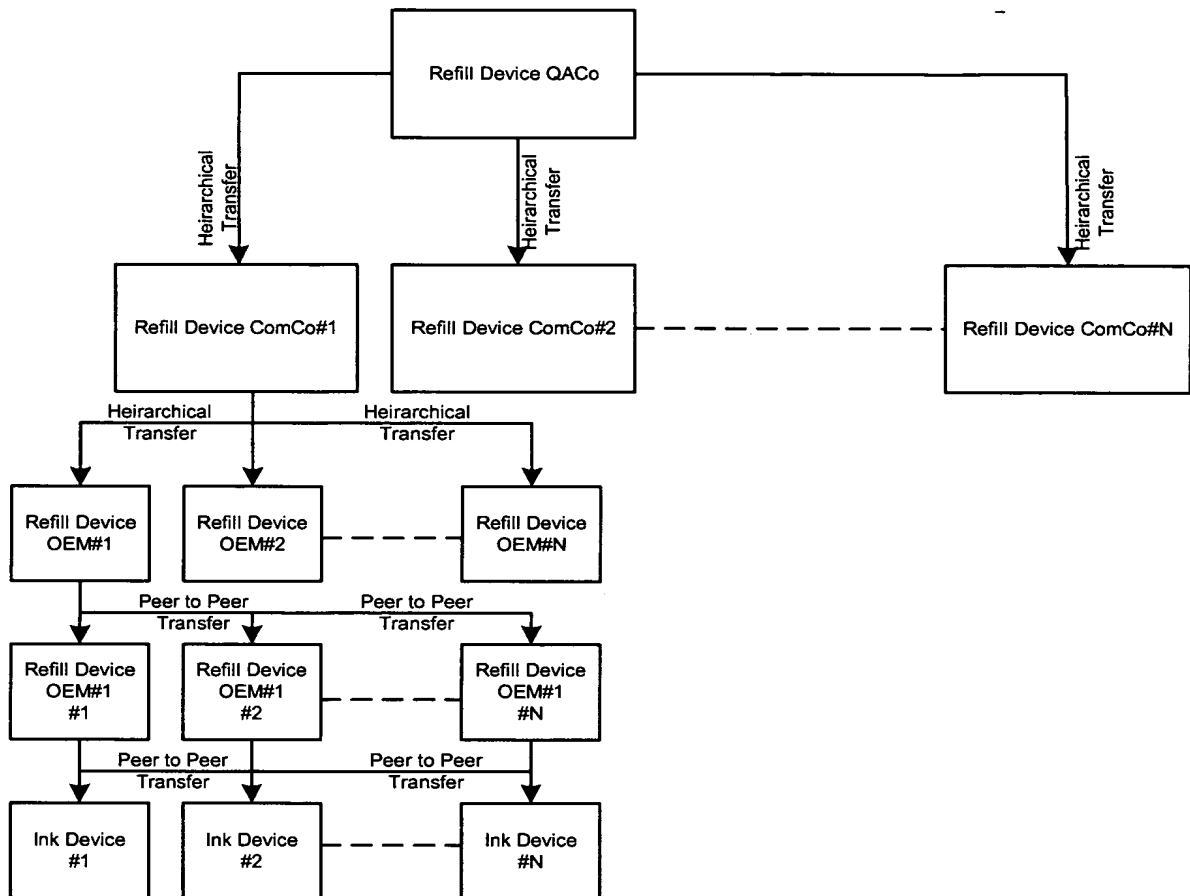 Refill Device QACo
Heirarchical
Transfer
Heirarchical
Transfer
Heirarchical
Transfer
Refill Device ComCo#1
Refill Device ComCo#2
Refill Device ComCo#N
Heirarchical
Transfer
Heirarchical
Transfer
Refill Device
OEM#1
Refill Device
OEM#2
Refill Device
OEM#N
Peer to Peer
Transfer
Peer to Peer
Transfer
Refill Device
OEM#1
#1
Refill Device
OEM#1
#2
Refill Device
OEM#1
#N
Peer to Peer
Transfer
Peer to Peer
Transfer
Ink Device
#1
Ink Device
#2
Ink Device
#N